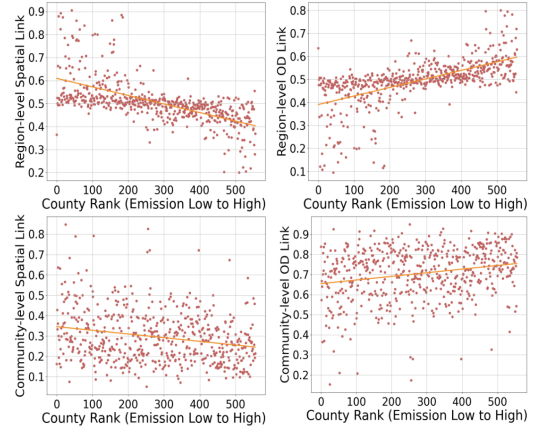 0.9
0.8
0.7
0.6
0.5
0.4
0.3
0.2
Region-level Spatial Link
0 100 200 300 400 500
County Rank (Emission Low to High)
0.8
0.7
0.6
0.5
0.4
0.3
0.2
0.1
Region-level OD Link
0 100 200 300 400 500
County Rank (Emission Low to High)
0.8
0.7
0.6
0.5
0.4
0.3
0.2
0.1
Community-level Spatial Link
0 100 200 300 400 500
County Rank (Emission Low to High)
0.9
0.8
0.7
0.6
0.5
0.4
0.3
0.2
Community-level OD Link
0 100 200 300 400 500
County Rank (Emission Low to High)